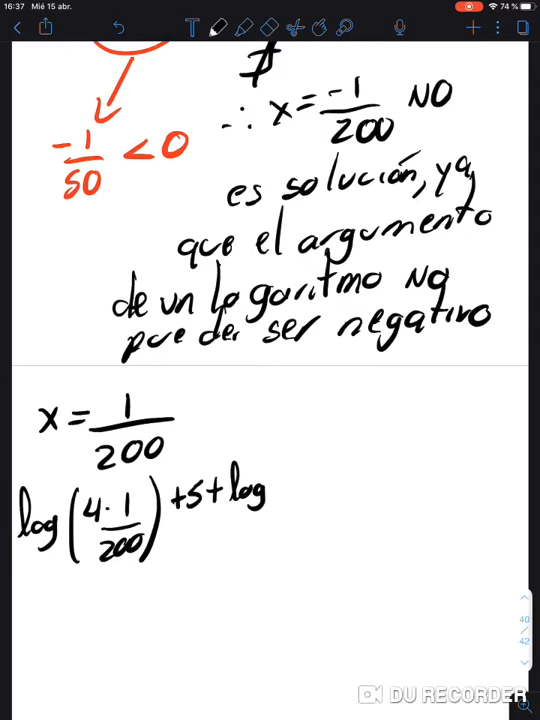 16:37 Mié 15 abr. 74 %
∄
∴ x = -1/200 NO
-1/50 < 0
es solución, ya
que el argumento
de un logaritmo NO
puede ser negativo
x = 1/200
log(4·1/200) + 5 + log
40
/
42
DU RECORDER